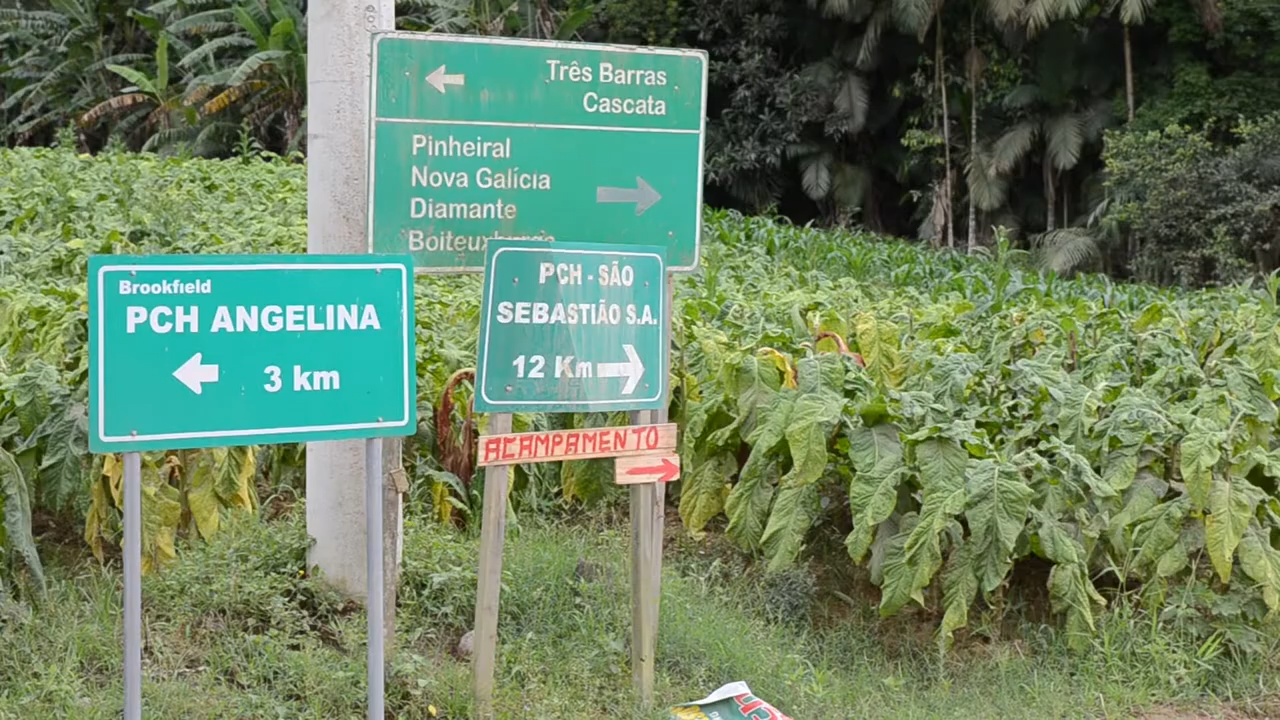 Três Barras
Cascata
Pinheiral
Nova Galícia
Diamante
Brookfield
PCH ANGELINA
3 km
PCH - SÃO
SEBASTIÃO S.A.
12 Km
ACAMPAMENTO